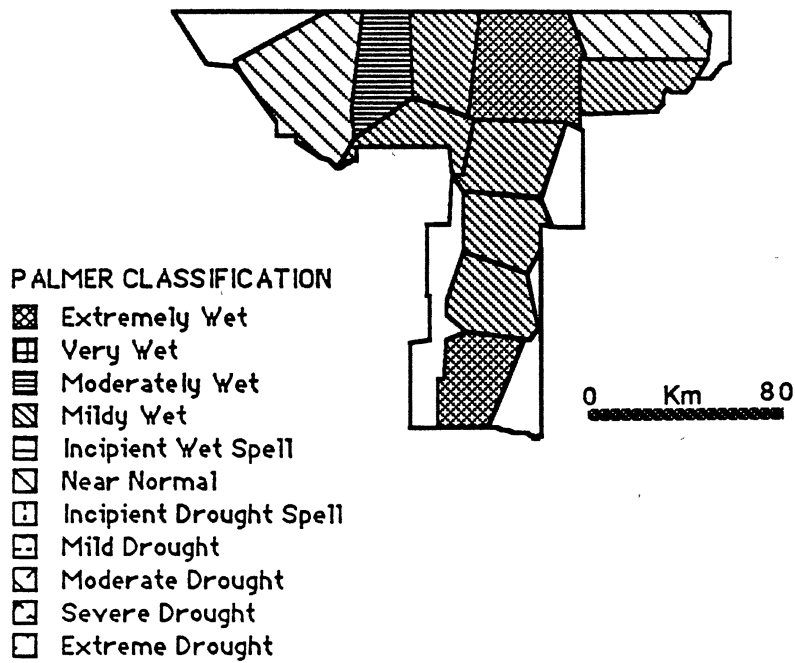 PALMER CLASSIFICATION
Extremely Wet
Very Wet
Moderately Wet
Mildy Wet
Incipient Wet Spell
Near Normal
Incipient Drought Spell
Mild Drought
Moderate Drought
Severe Drought
Extreme Drought
0 Km 80